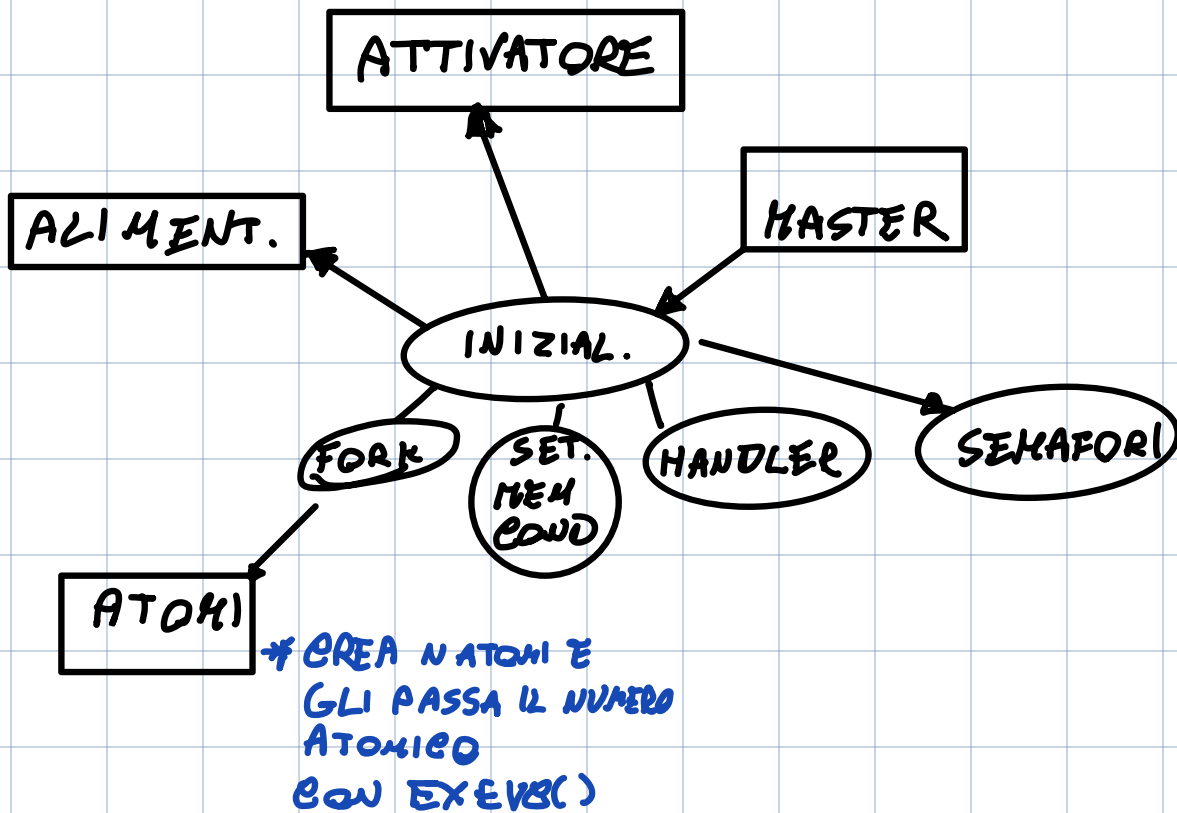 ATTIVATORE
MASTER
ALIMENT.
INIZIAL.
FORK
SET.
MEM
COND
HANDLER
SEMAFORI
ATOMI
* CREA N ATOMI E
GLI PASSA IL NUMERO
ATOMICO
CON EXEVE()